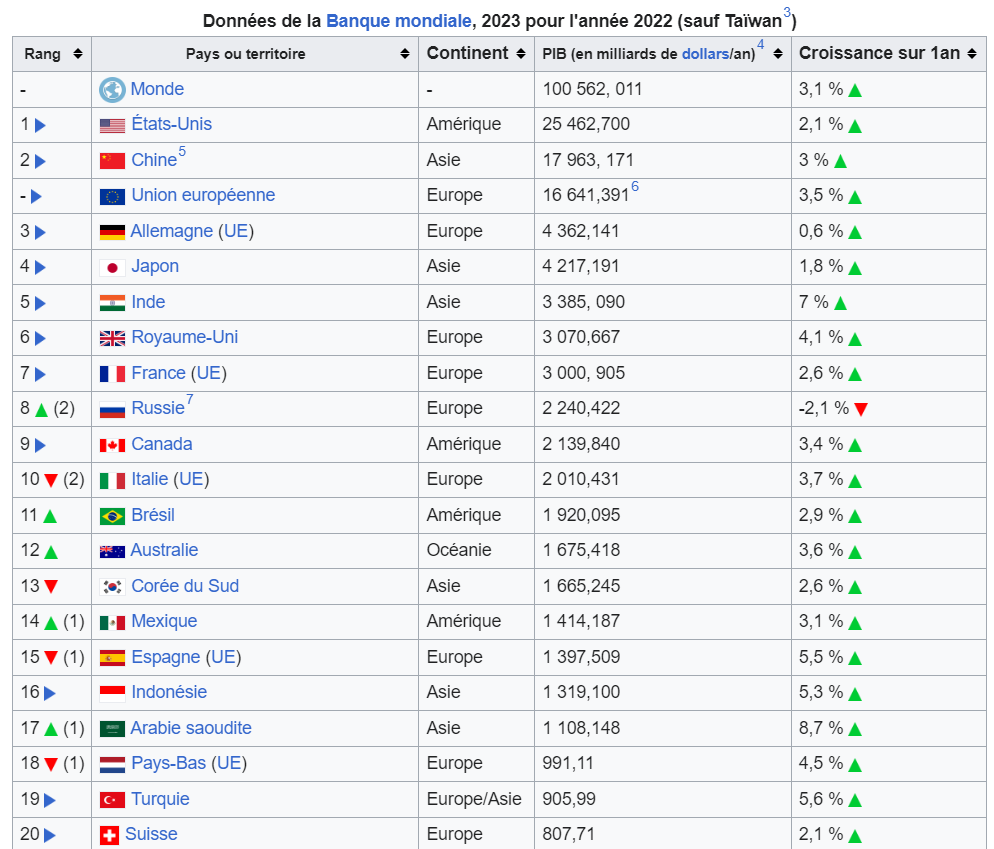 Données de la Banque mondiale, 2023 pour l'année 2022 (sauf Taïwan3)
Rang Pays ou territoire Continent PIB (en milliards de dollars/an)4 Croissance sur 1an
- Monde - 100 562, 011 3,1 % ▲
1 ▶ États-Unis Amérique 25 462,700 2,1 % ▲
2 ▶ Chine5 Asie 17 963, 171 3 % ▲
- ▶ Union européenne Europe 16 641,3916 3,5 % ▲
3 ▶ Allemagne (UE) Europe 4 362,141 0,6 % ▲
4 ▶ Japon Asie 4 217,191 1,8 % ▲
5 ▶ Inde Asie 3 385, 090 7 % ▲
6 ▶ Royaume-Uni Europe 3 070,667 4,1 % ▲
7 ▶ France (UE) Europe 3 000, 905 2,6 % ▲
8 ▲ (2) Russie7 Europe 2 240,422 -2,1 % ▼
9 ▶ Canada Amérique 2 139,840 3,4 % ▲
10 ▼ (2) Italie (UE) Europe 2 010,431 3,7 % ▲
11 ▲ Brésil Amérique 1 920,095 2,9 % ▲
12 ▲ Australie Océanie 1 675,418 3,6 % ▲
13 ▼ Corée du Sud Asie 1 665,245 2,6 % ▲
14 ▲ (1) Mexique Amérique 1 414,187 3,1 % ▲
15 ▼ (1) Espagne (UE) Europe 1 397,509 5,5 % ▲
16 ▶ Indonésie Asie 1 319,100 5,3 % ▲
17 ▲ (1) Arabie saoudite Asie 1 108,148 8,7 % ▲
18 ▼ (1) Pays-Bas (UE) Europe 991,11 4,5 % ▲
19 ▶ Turquie Europe/Asie 905,99 5,6 % ▲
20 ▶ Suisse Europe 807,71 2,1 % ▲